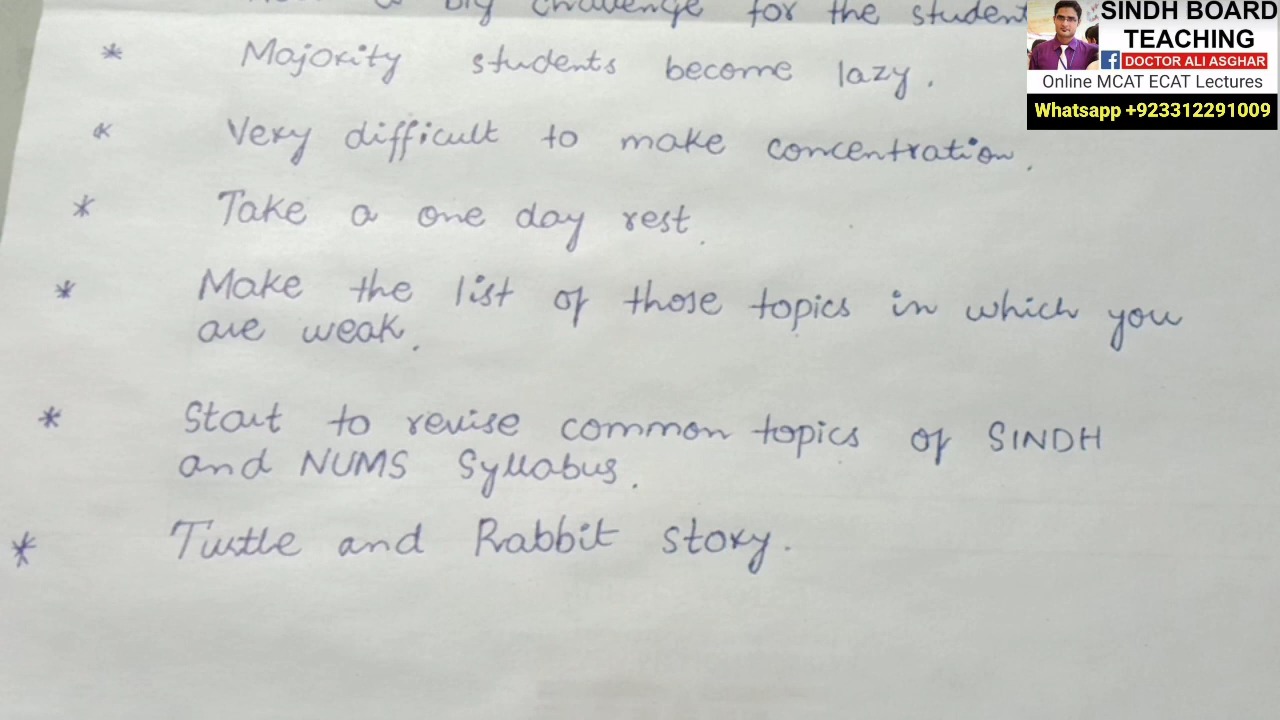 big challenge for the student
* Majority students become lazy.
* Very difficult to make concentration.
* Take a one day rest.
* Make the list of those topics in which you
are weak.
* Start to revise common topics of SINDH
and NUMS Syllabus.
* Turtle and Rabbit story.
SINDH BOARD
TEACHING
f DOCTOR ALI ASGHAR
Online MCAT ECAT Lectures
Whatsapp +923312291009